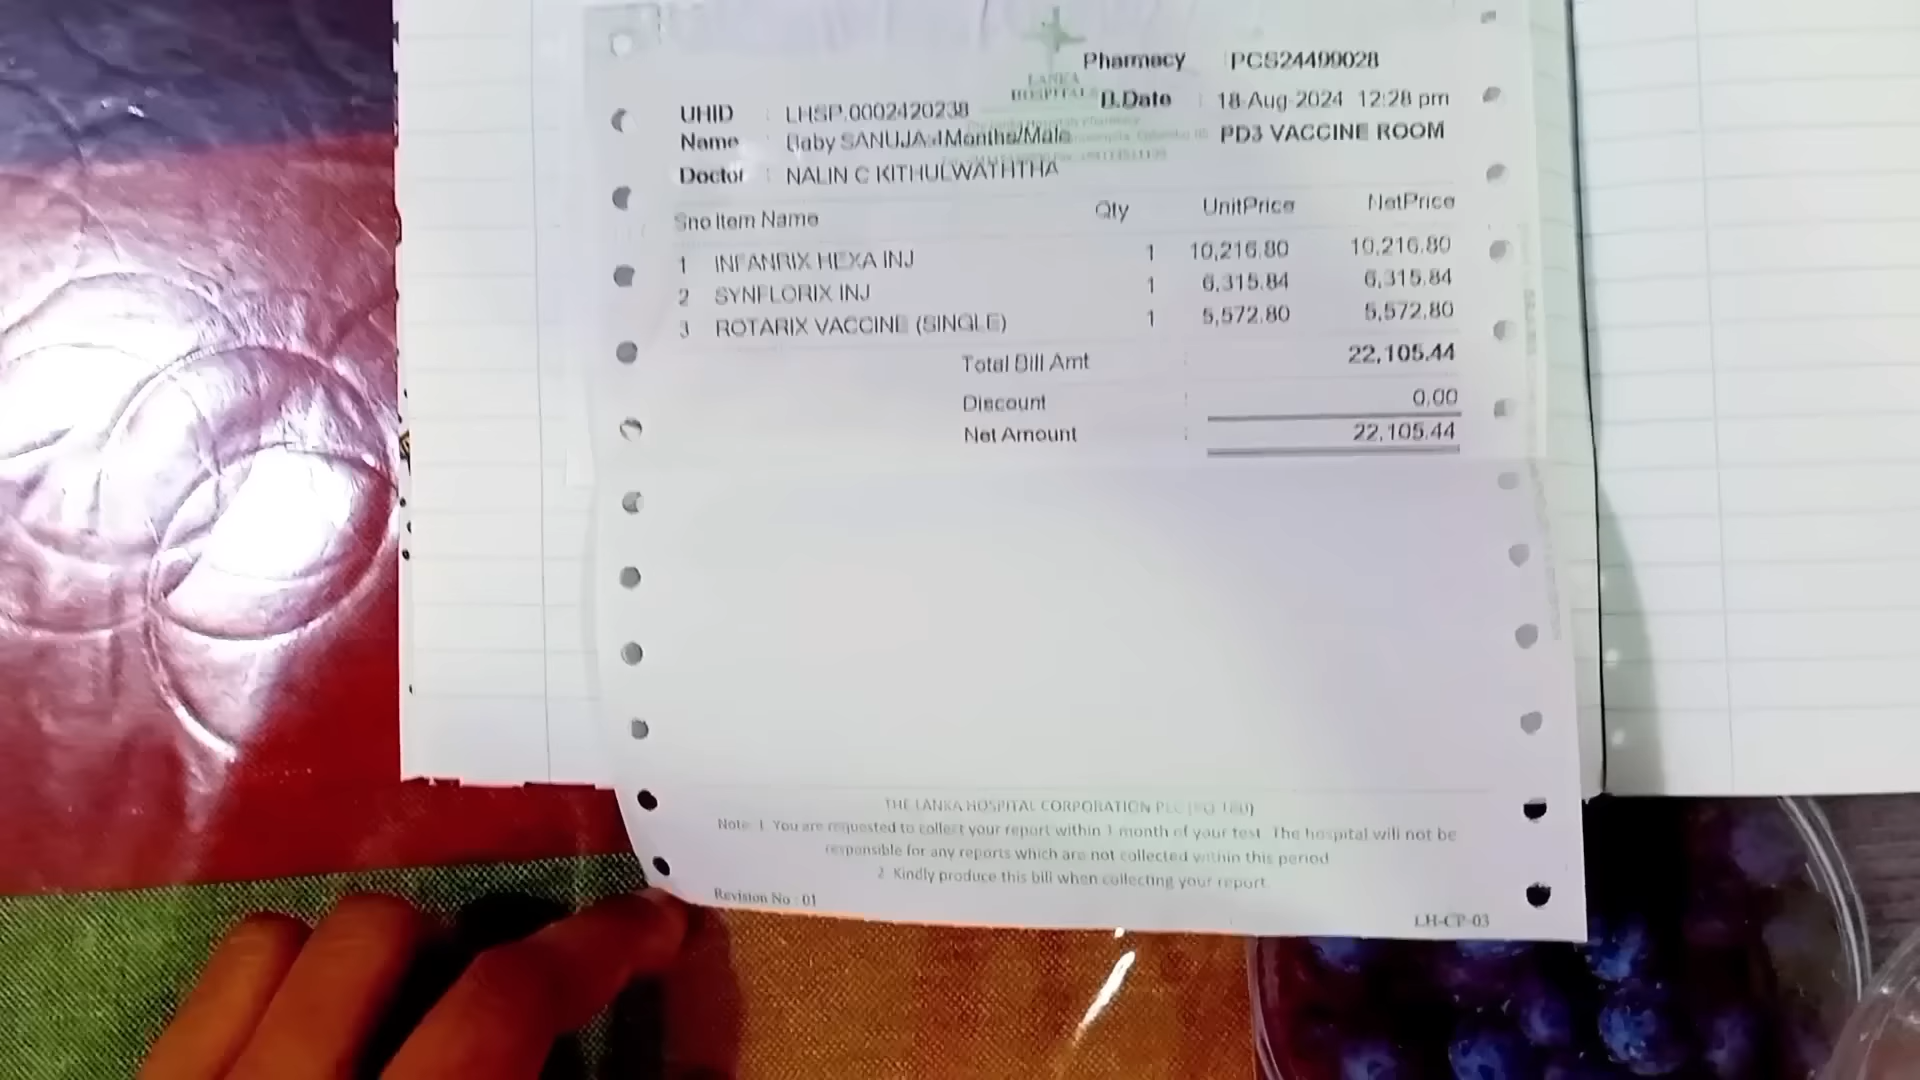 LANKA
HOSPITALS
Pharmacy : PCS24499028
UHID : LHSP.0002420238
B.Date : 18-Aug-2024 12:28 pm
Name : Baby SANUJA 4Months/Male
PD3 VACCINE ROOM
Doctor : NALIN C KITHULWATHTHA
Sno Item Name Qty UnitPrice NetPrice
1 INFANRIX HEXA INJ 1 10,216.80 10,216.80
2 SYNFLORIX INJ 1 6,315.84 6,315.84
3 ROTARIX VACCINE (SINGLE) 1 5,572.80 5,572.80
Total Bill Amt : 22,105.44
Discount : 0.00
Net Amount : 22,105.44
THE LANKA HOSPITAL CORPORATION PLC
Note: 1. You are requested to collect your report within 1 month of your test. The hospital will not be
responsible for any reports which are not collected within this period
2. Kindly produce this bill when collecting your report.
Revision No : 01
LH-CP-03